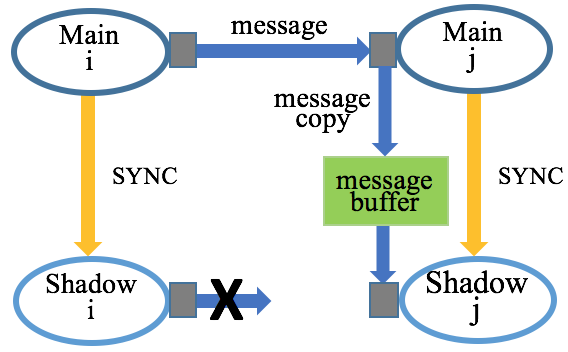 Main
i
message
Main
j
message
copy
SYNC
message
buffer
SYNC
Shadow
i
X
Shadow
j